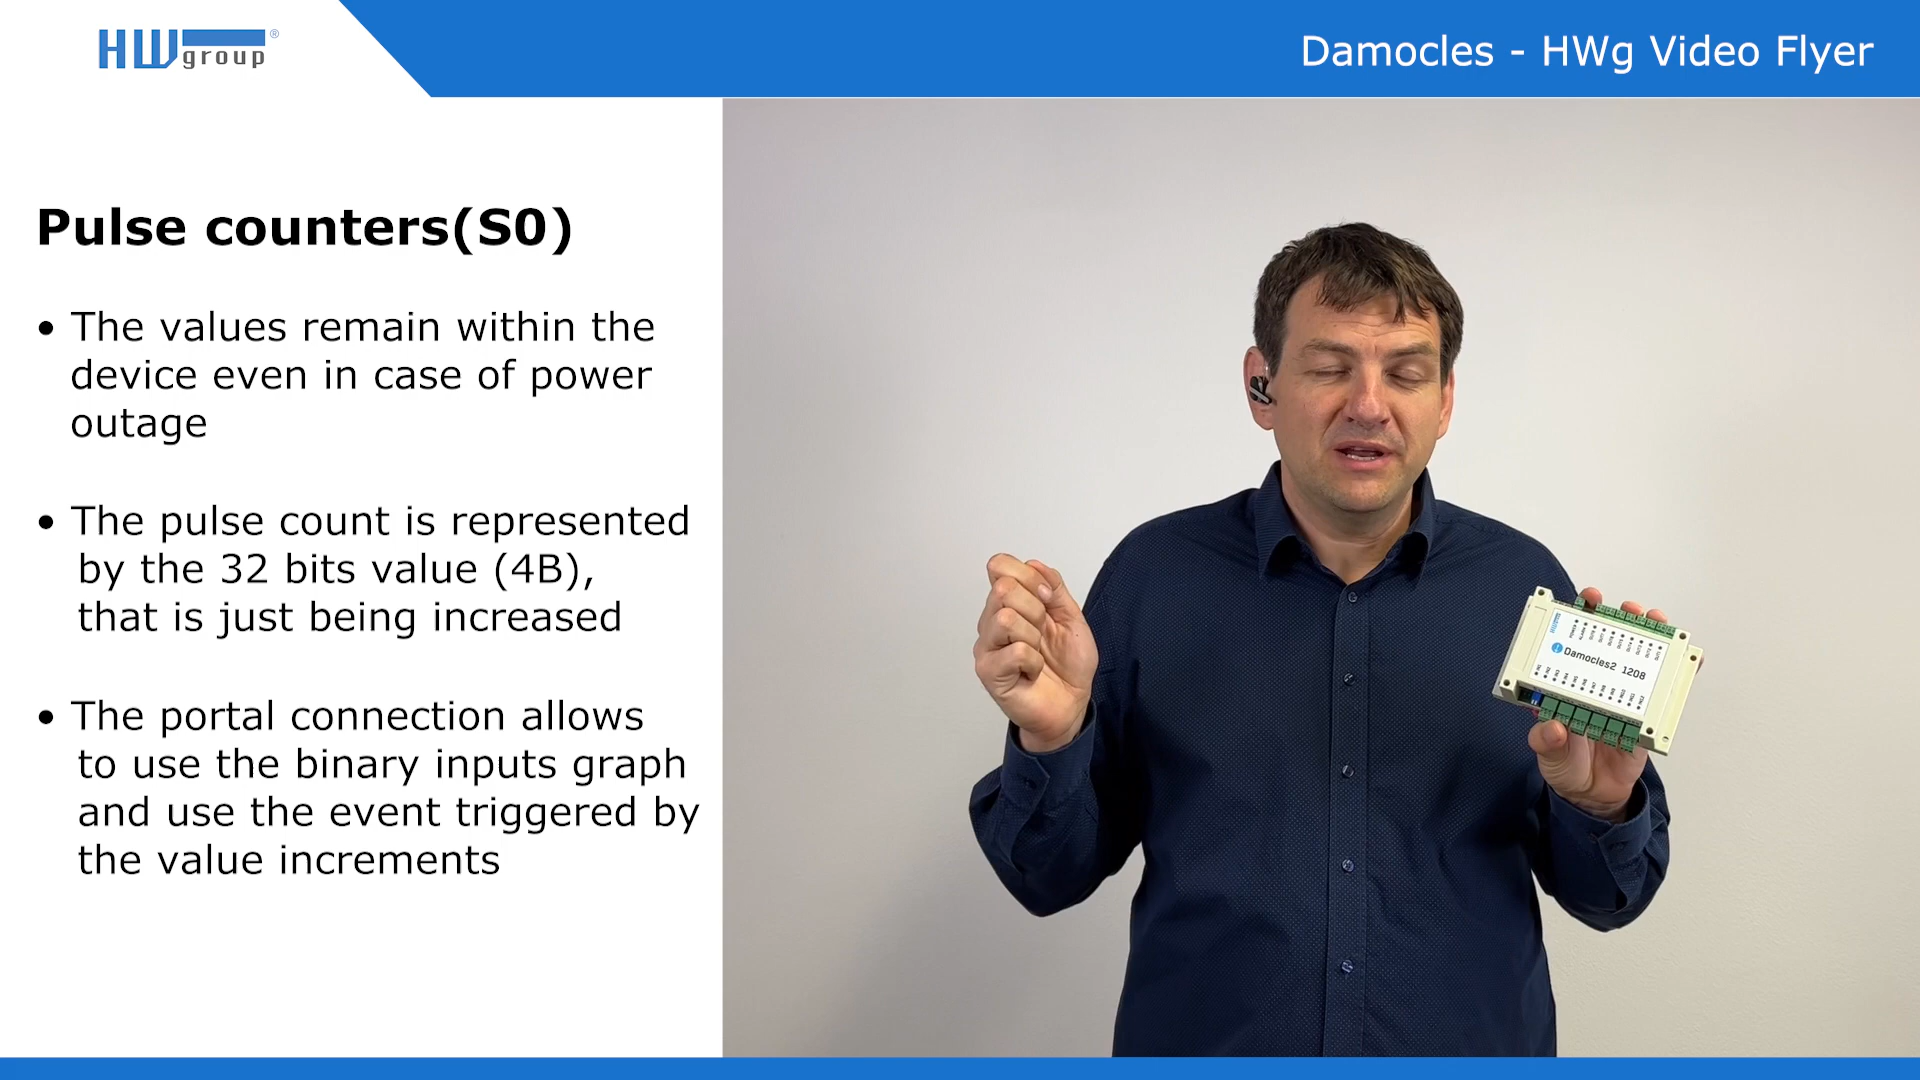 HWgroup®
Damocles - HWg Video Flyer
Pulse counters(S0)
• The values remain within the
device even in case of power
outage
• The pulse count is represented
by the 32 bits value (4B),
that is just being increased
• The portal connection allows
to use the binary inputs graph
and use the event triggered by
the value increments
Damocles2 1208